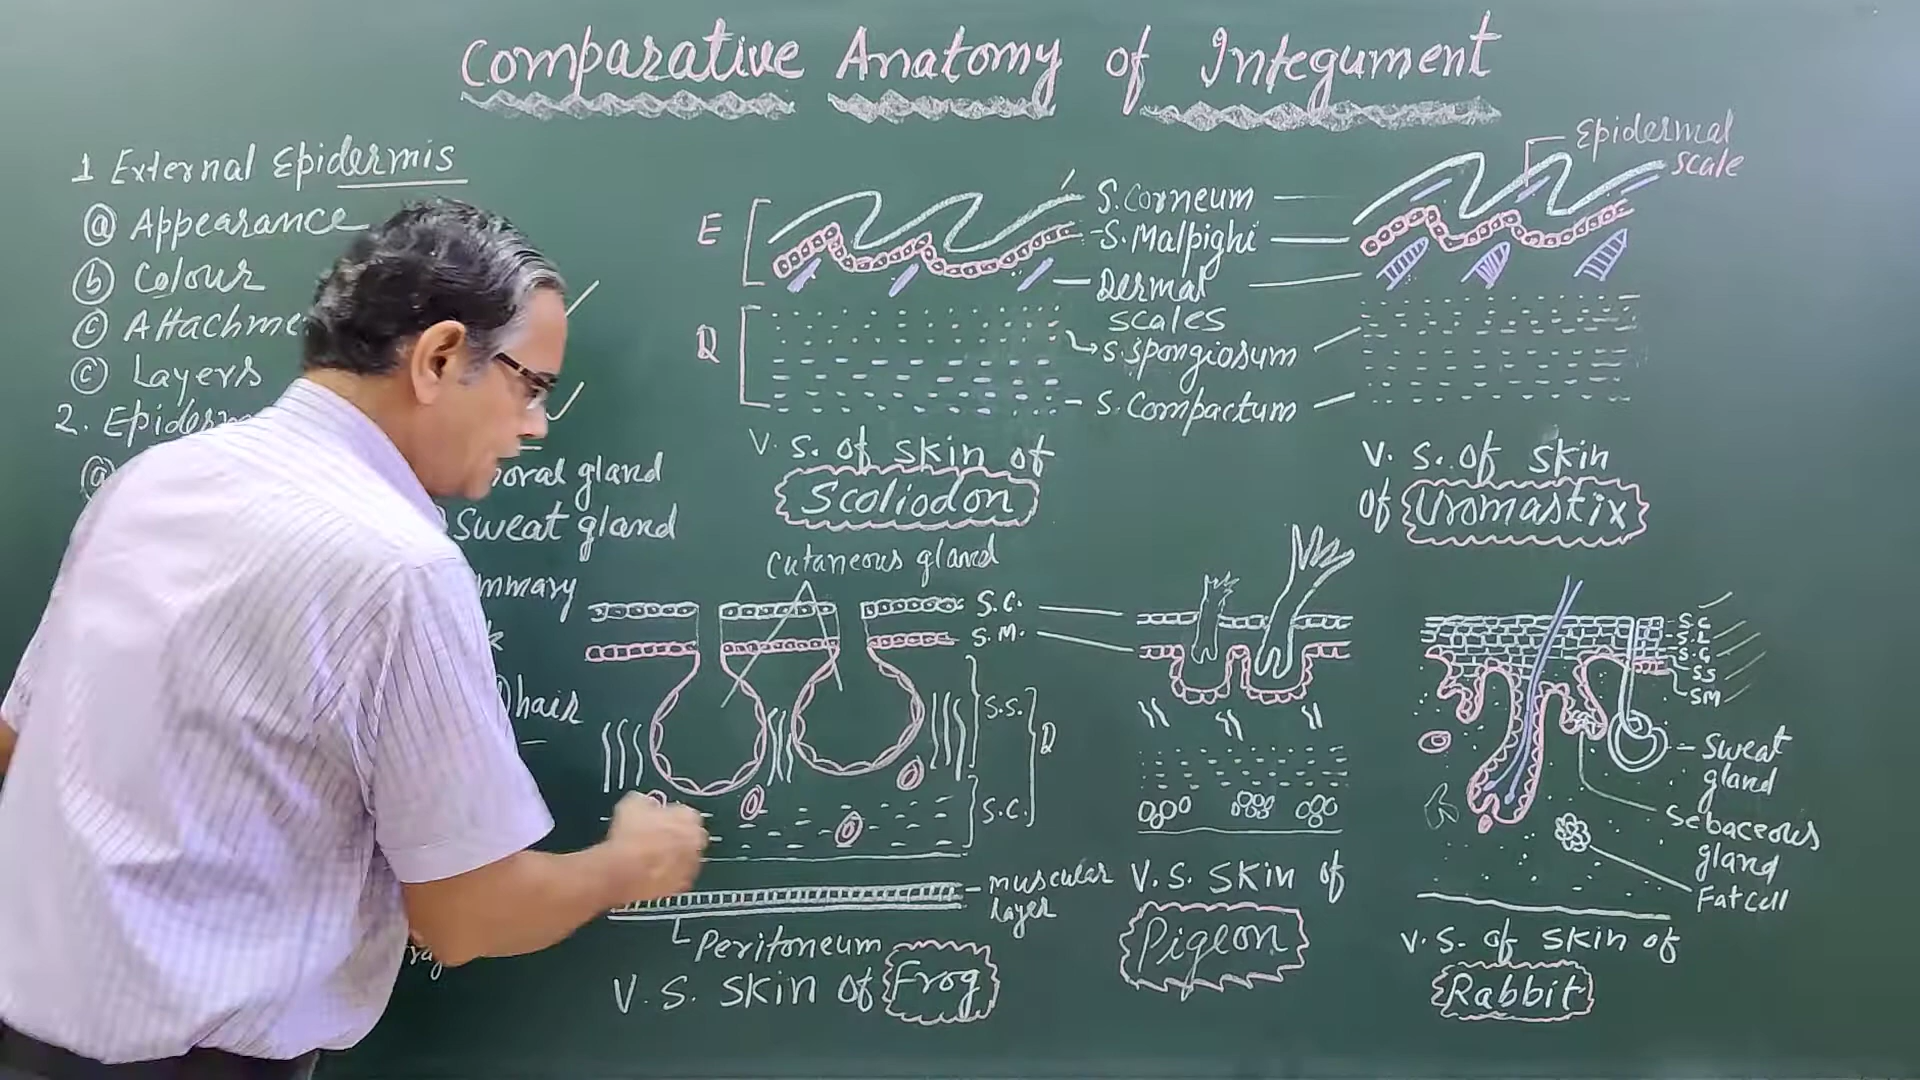 Comparative Anatomy of Integument
1 External Epidermis
ⓐ Appearance
ⓑ Colour
ⓒ Attachme
ⓒ Layers
2. Epiderm
ⓐ
oral gland
Sweat gland
mmary
hair
E
S. Corneum
S. Malpighi
Dermal
scales
D
S. Spongiosum
S. Compactum
V. S. of skin of
Scoliodon
Epidermal
scale
V. S. of skin
of Uromastix
Cutaneous gland
S.C.
S.M.
S.S.
D
S.C.
muscular
layer
Peritoneum
V. S. skin of Frog
V.S. skin of
Pigeon
S.C
S.L
S.G
SS
SM
Sweat
gland
Sebaceous
gland
Fat cell
V. S. of skin of
Rabbit